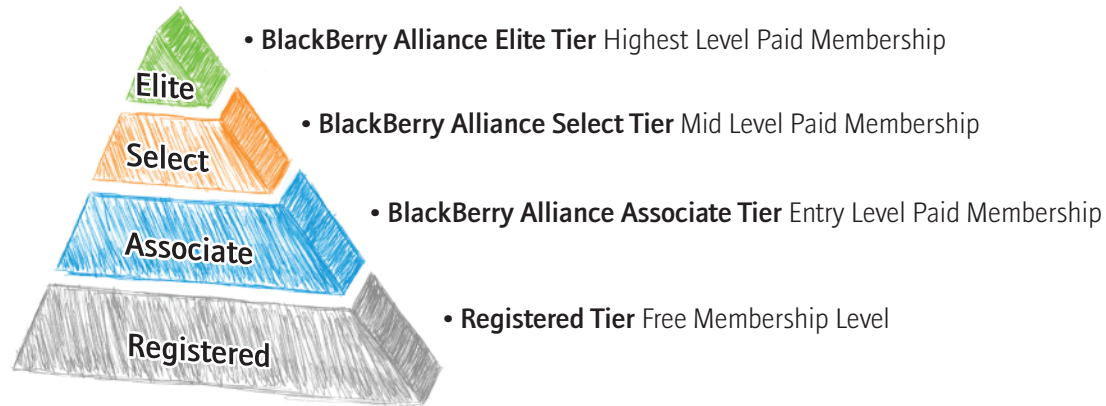 • BlackBerry Alliance Elite Tier Highest Level Paid Membership
Elite
• BlackBerry Alliance Select Tier Mid Level Paid Membership
Select
• BlackBerry Alliance Associate Tier Entry Level Paid Membership
Associate
• Registered Tier Free Membership Level
Registered